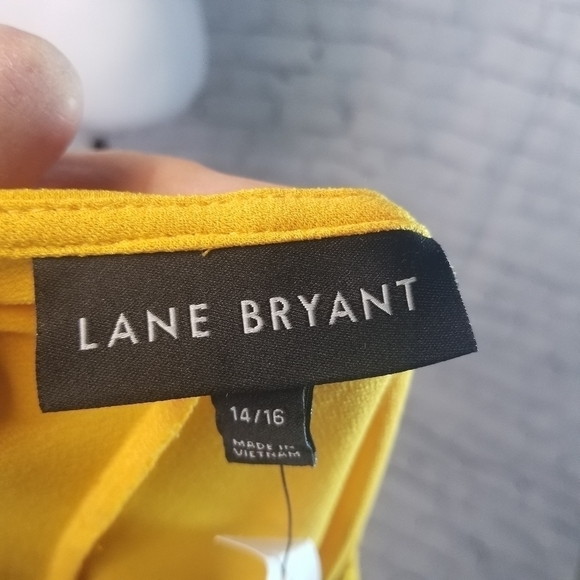 LANE BRYANT
14/16
MADE IN
VIETNAM